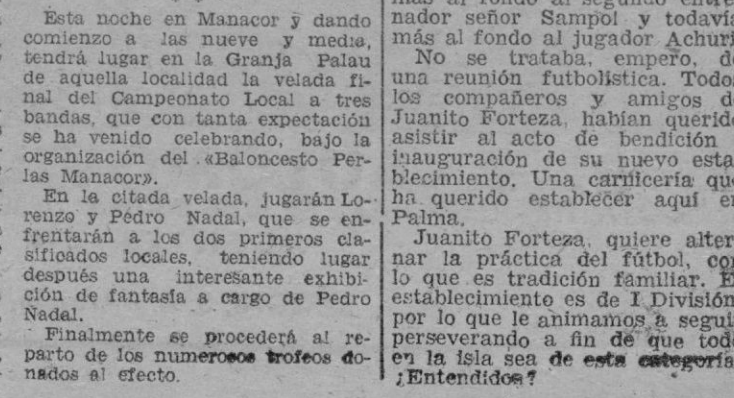 Esta noche en Manacor y dando
comienzo a las nueve y media,
tendrá lugar en la Granja Palau
de aquella localidad la velada fi-
nal del Campeonato Local a tres
bandas, que con tanta expectación
se ha venido celebrando, bajo la
organización del «Baloncesto Per-
las Manacor».
En la citada velada, jugarán Lo-
renzo y Pedro Nadal, que se en-
frentarán a los dos primeros cla-
sificados locales, teniendo lugar
después una interesante exhibi-
ción de fantasía a cargo de Pedro
Nadal.
Finalmente se procederá al re-
parto de los numerosos trofeos do-
nados al efecto.
nador señor Sampol y todavía
más al fondo al jugador Achuri
No se trataba, empero, d
una reunión futbolística. Todo
los compañeros y amigos d
Juanito Forteza, habían querid
asistir al acto de bendición
inauguración de su nuevo esta
blecimiento. Una carnicería que
ha querido establecer aquí e
Palma.
Juanito Forteza, quiere alter
nar la práctica del fútbol, co
lo que es tradición familiar. E
establecimiento es de I División
por lo que le animamos a segui
perseverando a fin de que tod
en la isla sea de esta categoría
¿Entendidos?